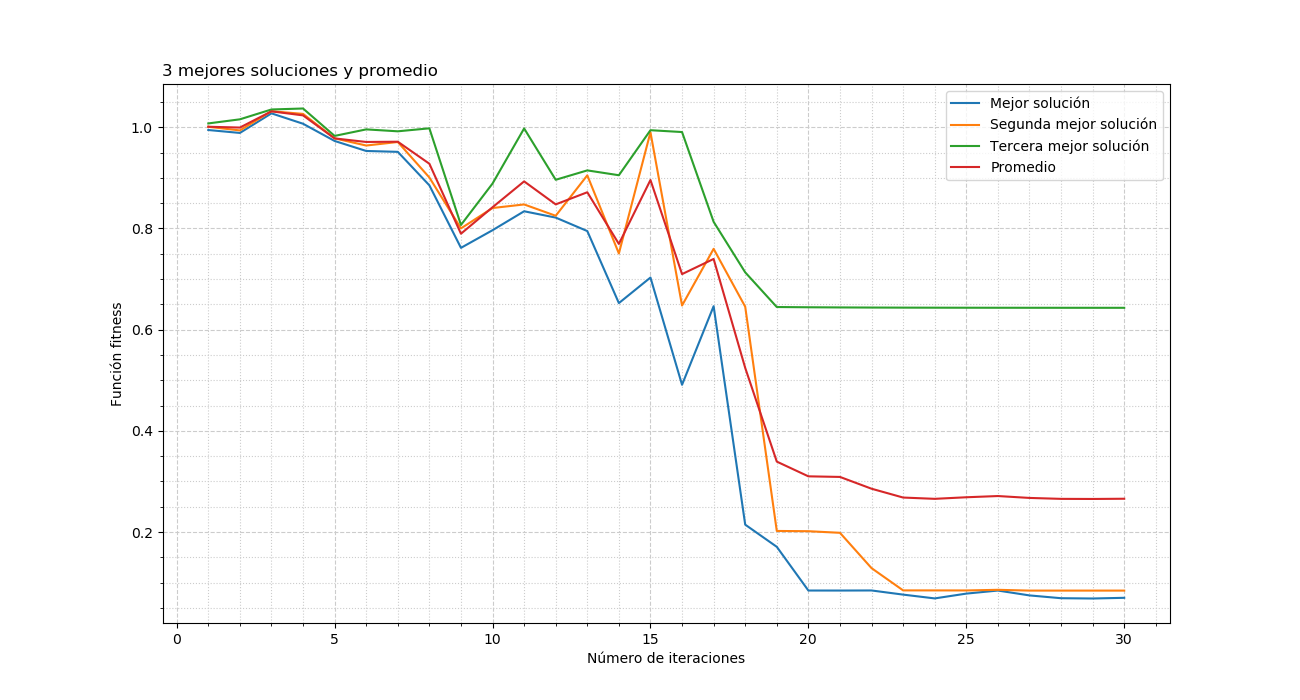 3 mejores soluciones y promedio
Mejor solución
Segunda mejor solución
Tercera mejor solución
Promedio
1.0
0.8
0.6
0.4
0.2
Función fitness
0 5 10 15 20 25 30
Número de iteraciones